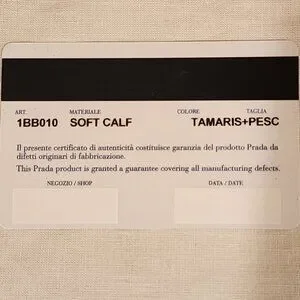 ART. MATERIALE COLORE TAGLIA
1BB010 SOFT CALF TAMARIS+PESC
Il presente certificato di autenticità costituisce garanzia del prodotto Prada da
difetti originari di fabbricazione.
This Prada product is granted a guarantee covering all manufacturing defects.
NEGOZIO / SHOP DATA / DATE